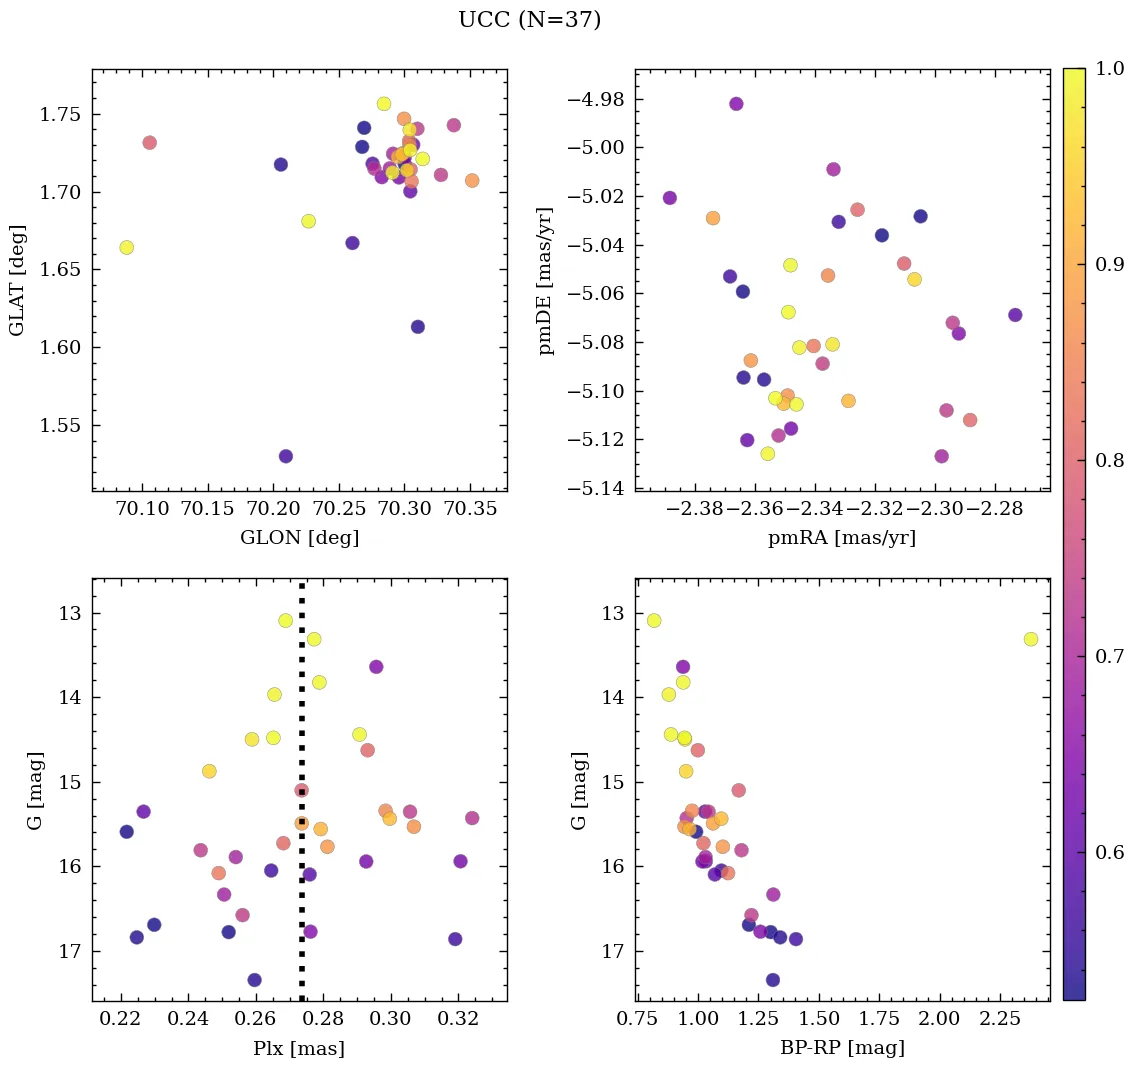 UCC (N=37)
1.75
1.70
1.65
1.60
1.55
GLAT [deg]
70.10 70.15 70.20 70.25 70.30 70.35
GLON [deg]
−4.98
−5.00
−5.02
−5.04
−5.06
−5.08
−5.10
−5.12
−5.14
pmDE [mas/yr]
−2.38 −2.36 −2.34 −2.32 −2.30 −2.28
pmRA [mas/yr]
1.0
0.9
0.8
0.7
0.6
13
14
15
16
17
G [mag]
0.22 0.24 0.26 0.28 0.30 0.32
Plx [mas]
13
14
15
16
17
G [mag]
0.75 1.00 1.25 1.50 1.75 2.00 2.25
BP-RP [mag]